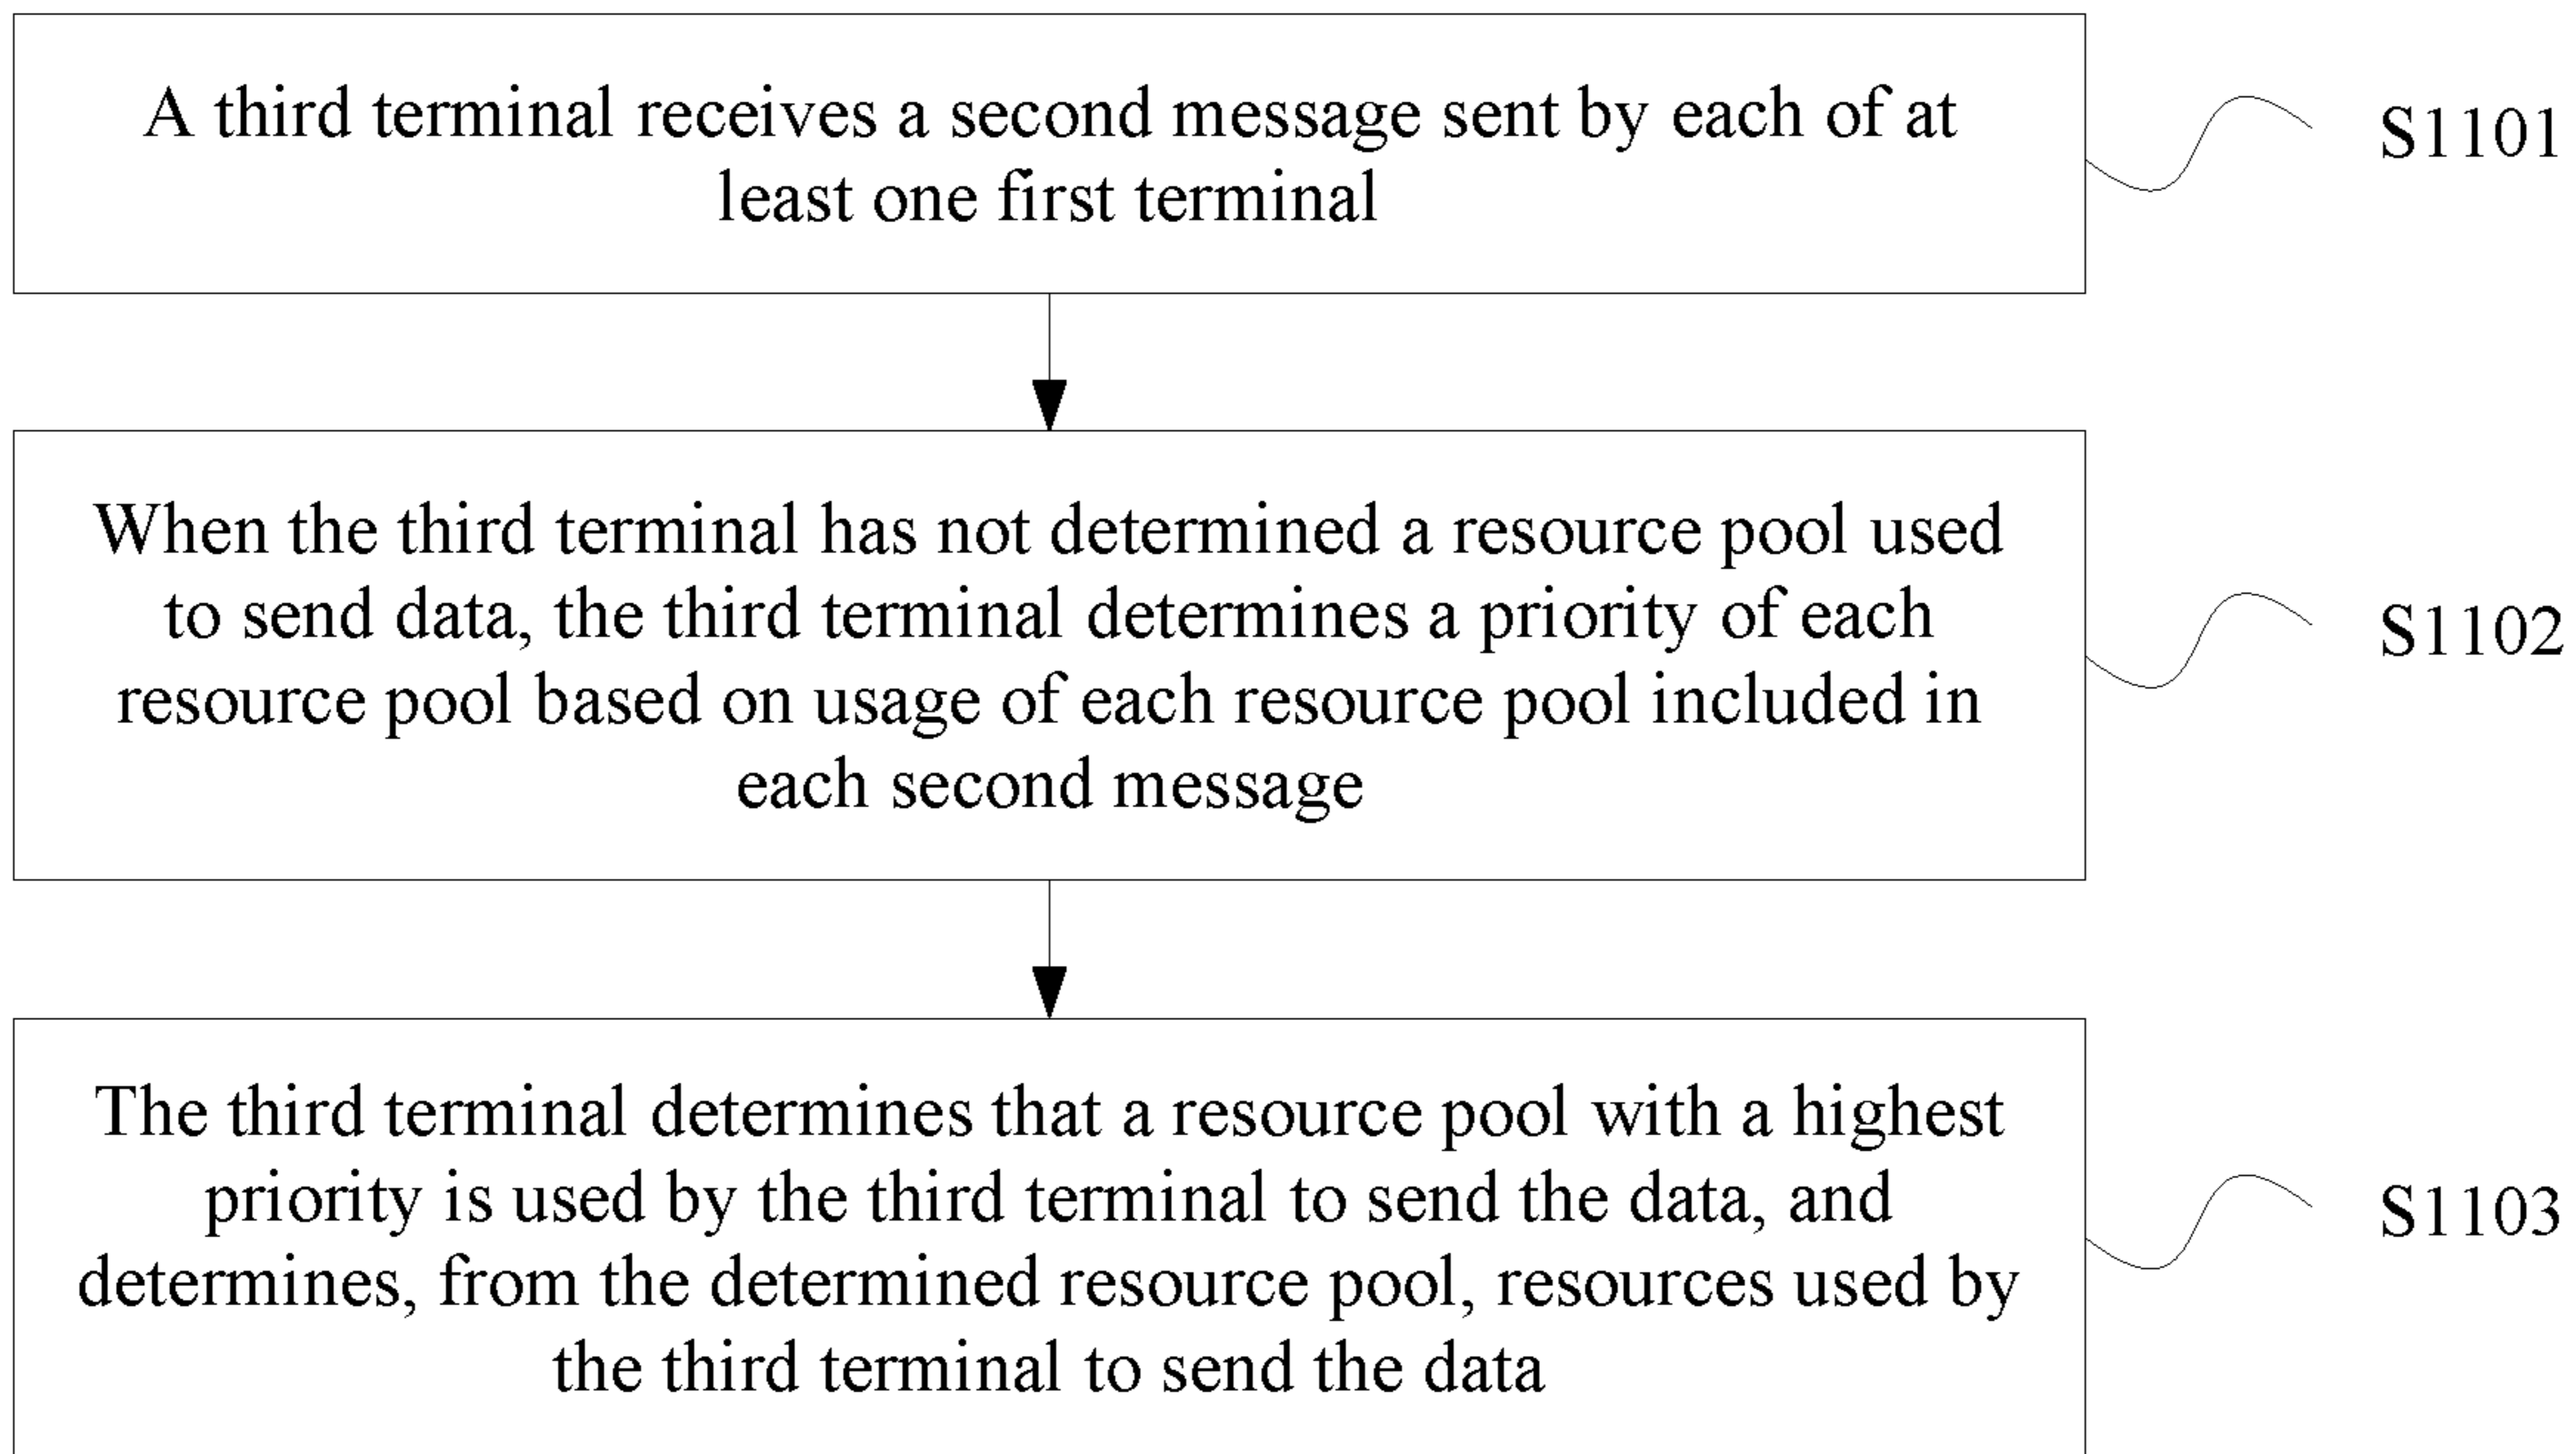 A third terminal receives a second message sent by each of at
least one first terminal
S1101
When the third terminal has not determined a resource pool used
to send data, the third terminal determines a priority of each
resource pool based on usage of each resource pool included in
each second message
S1102
The third terminal determines that a resource pool with a highest
priority is used by the third terminal to send the data, and
determines, from the determined resource pool, resources used by
the third terminal to send the data
S1103